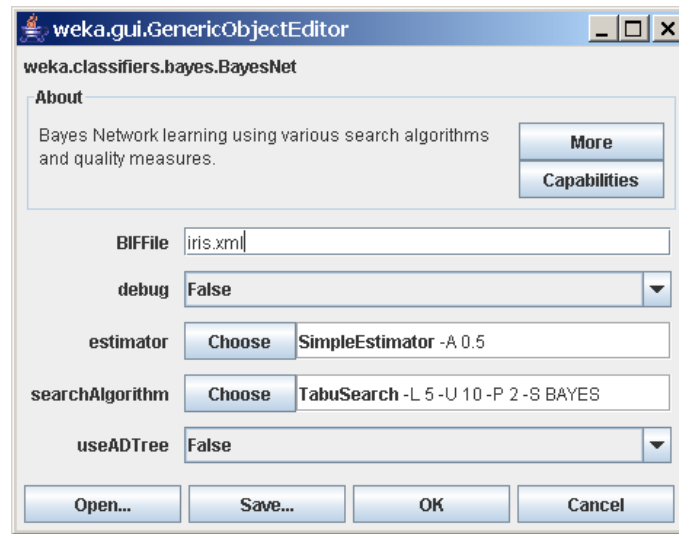 weka.gui.GenericObjectEditor
weka.classifiers.bayes.BayesNet
About
Bayes Network learning using various search algorithms
and quality measures.
More
Capabilities
BIFFile iris.xml
debug False
estimator Choose SimpleEstimator -A 0.5
searchAlgorithm Choose TabuSearch -L 5 -U 10 -P 2 -S BAYES
useADTree False
Open... Save... OK Cancel